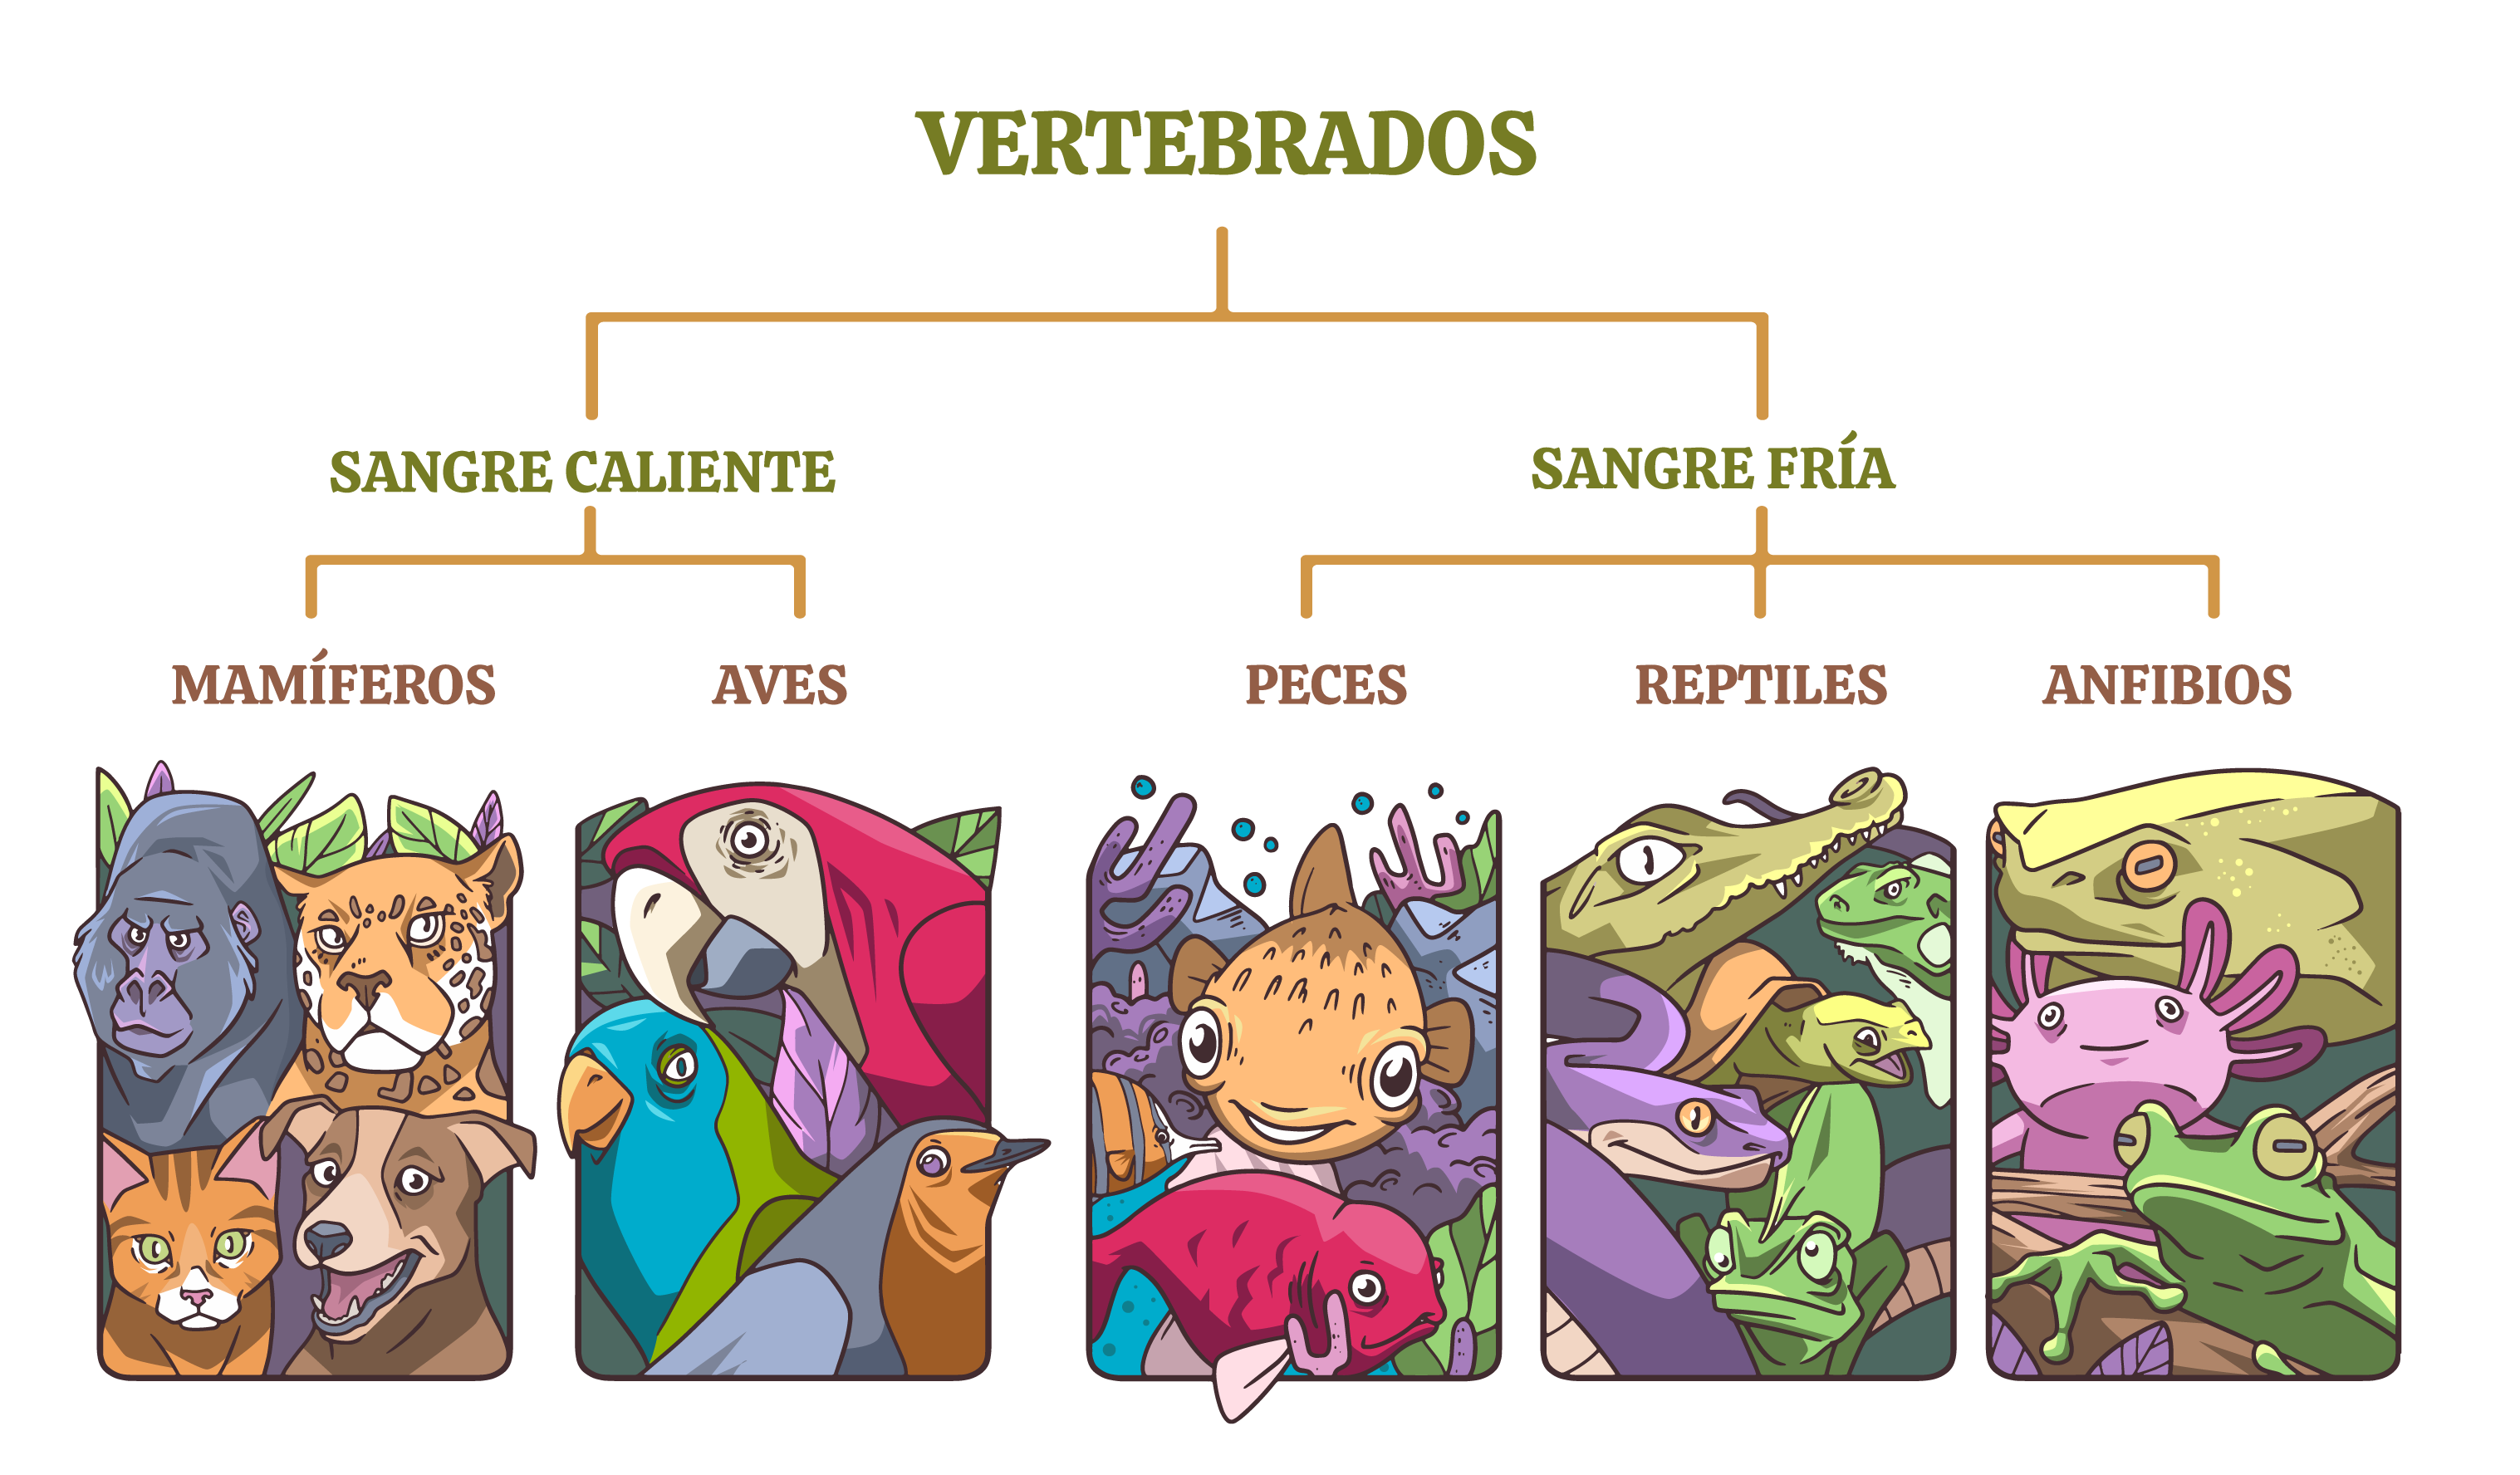 VERTEBRADOS
SANGRE CALIENTE
SANGRE FRÍA
MAMÍFEROS
AVES
PECES
REPTILES
ANFIBIOS